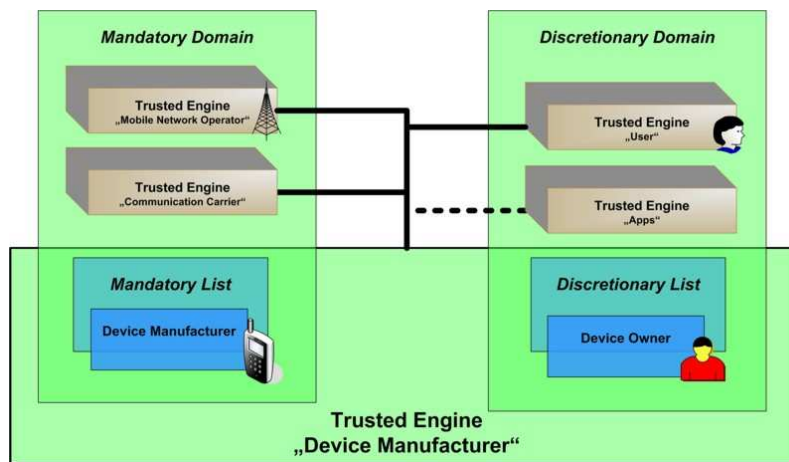 Mandatory Domain
Trusted Engine
„Mobile Network Operator“
Trusted Engine
„Communication Carrier“
Mandatory List
Device Manufacturer
Discretionary Domain
Trusted Engine
„User“
Trusted Engine
„Apps“
Discretionary List
Device Owner
Trusted Engine
„Device Manufacturer“